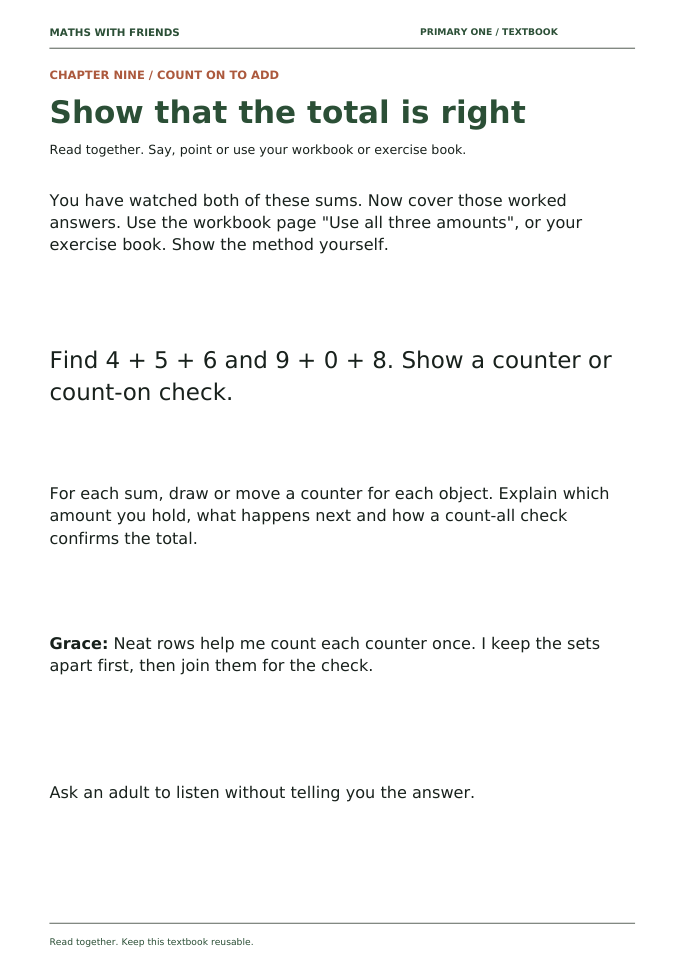 MATHS WITH FRIENDS
PRIMARY ONE / TEXTBOOK
CHAPTER NINE / COUNT ON TO ADD
Show that the total is right
Read together. Say, point or use your workbook or exercise book.
You have watched both of these sums. Now cover those worked
answers. Use the workbook page "Use all three amounts", or your
exercise book. Show the method yourself.
Find 4 + 5 + 6 and 9 + 0 + 8. Show a counter or
count-on check.
For each sum, draw or move a counter for each object. Explain which
amount you hold, what happens next and how a count-all check
confirms the total.
Grace: Neat rows help me count each counter once. I keep the sets
apart first, then join them for the check.
Ask an adult to listen without telling you the answer.
Read together. Keep this textbook reusable.